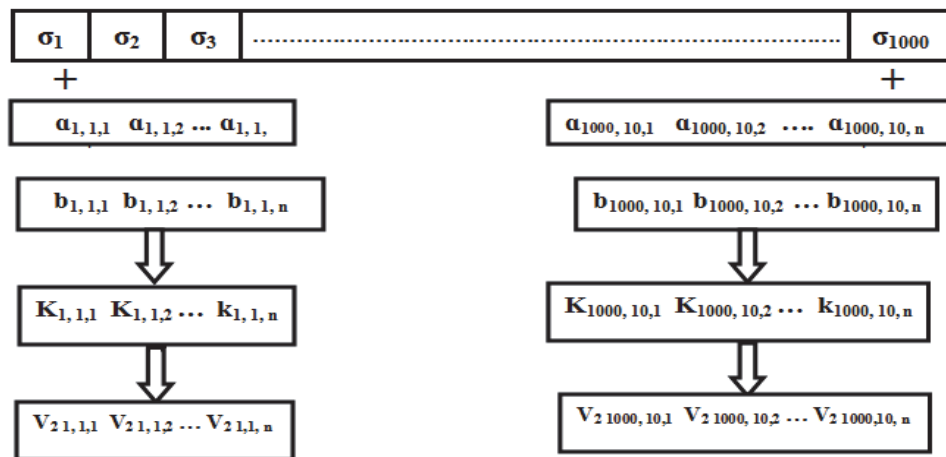 σ1 σ2 σ3 ........................................................................................ σ1000
+ +
α1, 1,1 α1, 1,2 ... α1, 1, α1000, 10,1 α1000, 10,2 .... α1000, 10, n
b1, 1,1 b1, 1,2 ... b1, 1, n b1000, 10,1 b1000, 10,2 ... b1000, 10, n
K1, 1,1 K1, 1,2 ... k1, 1, n K1000, 10,1 K1000, 10,2 ... k1000, 10, n
V2 1, 1,1 V2 1, 1,2 ... V2 1,1, n V2 1000, 10,1 V2 1000, 10,2 ... V2 1000,10, n